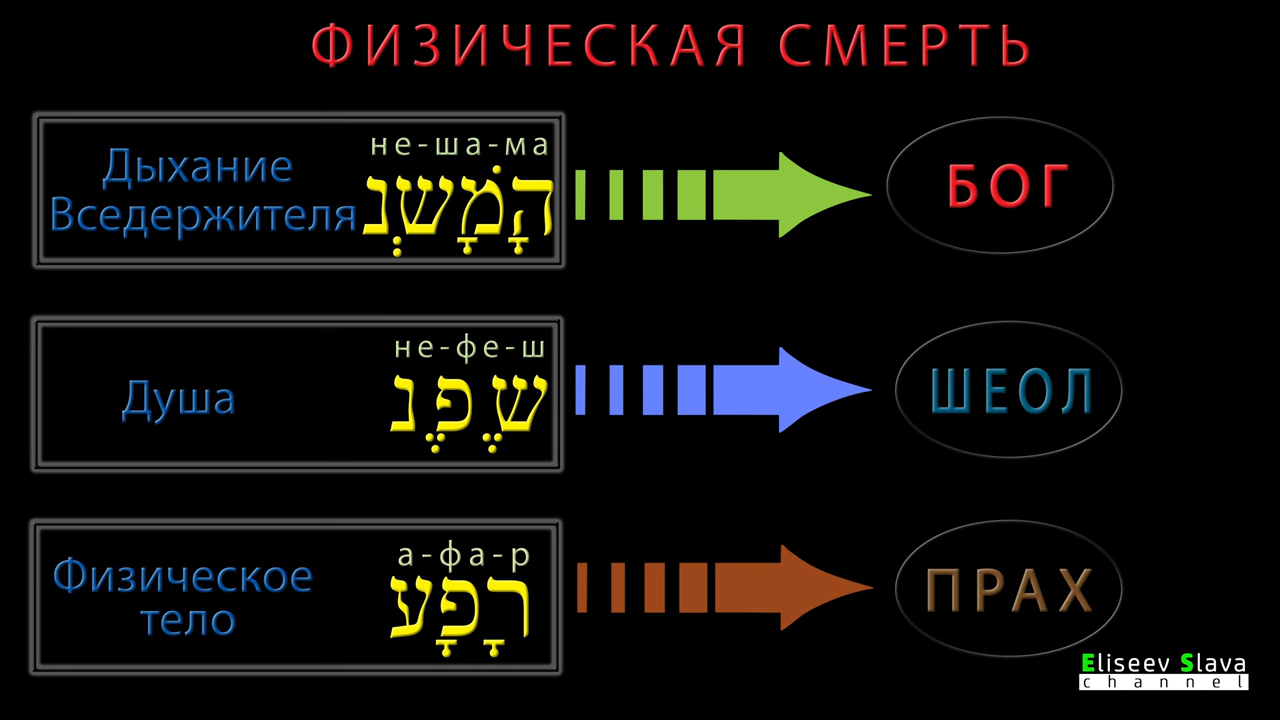 ФИЗИЧЕСКАЯ СМЕРТЬ
не-ша-ма
Дыхание
Вседержителя
הָמָׁשְנ
БОГ
не-фе-ш
Душа
שֶפֶנ
ШЕОЛ
а-фа-р
Физическое
тело
רָפָע
ПРАХ
Eliseev Slava
channel